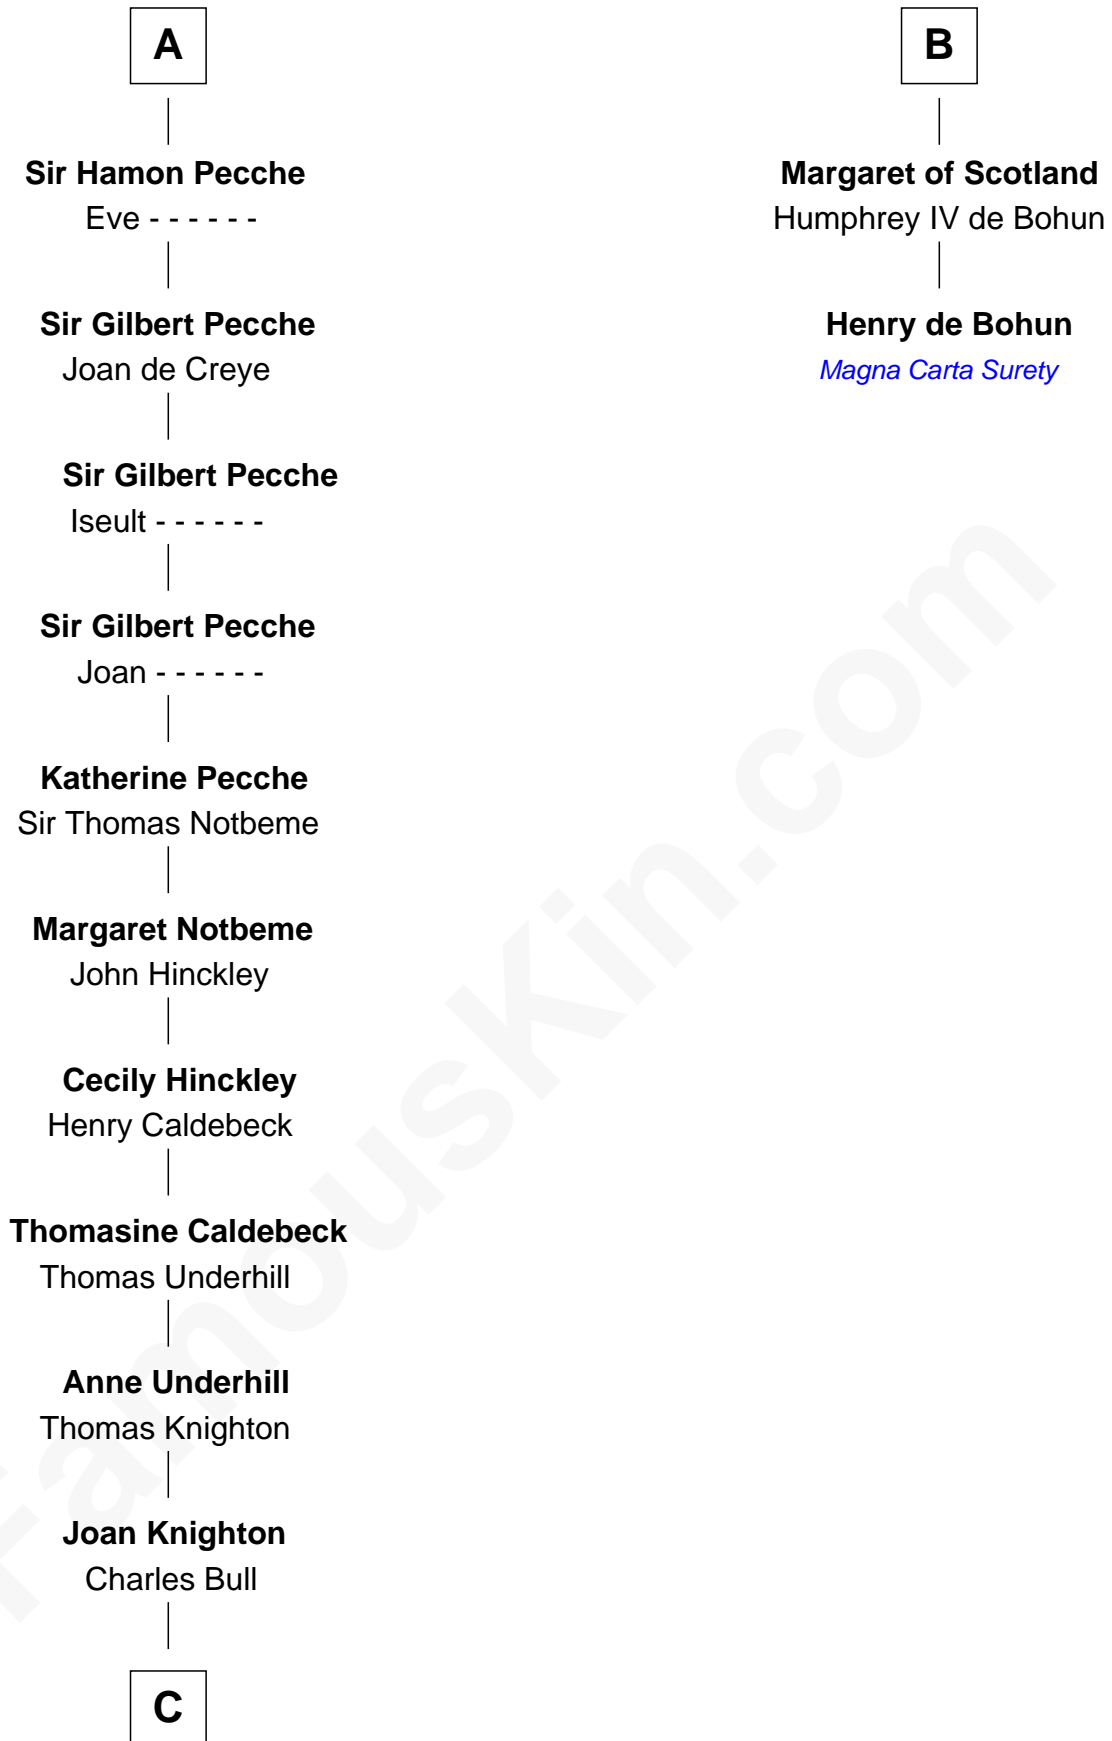 A
Sir Hamon Pecche
Eve - - - - - -
Sir Gilbert Pecche
Joan de Creye
Sir Gilbert Pecche
Iseult - - - - - -
Sir Gilbert Pecche
Joan - - - - - -
Katherine Pecche
Sir Thomas Notbeme
Margaret Notbeme
John Hinckley
Cecily Hinckley
Henry Caldebeck
Thomasine Caldebeck
Thomas Underhill
Anne Underhill
Thomas Knighton
Joan Knighton
Charles Bull
C
B
Margaret of Scotland
Humphrey IV de Bohun
Henry de Bohun
Magna Carta Surety
FamousKin.com